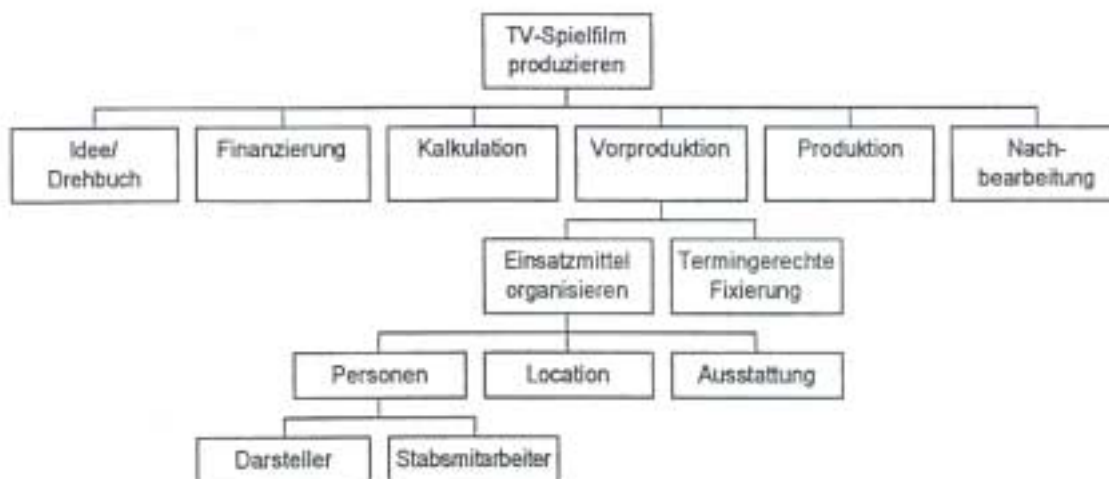 TV-Spielfilm
produzieren
Idee/
Drehbuch
Finanzierung
Kalkulation
Vorproduktion
Produktion
Nach-
bearbeitung
Einsatzmittel
organisieren
Termingerechte
Fixierung
Personen
Location
Ausstattung
Darsteller
Stabsmitarbeiter